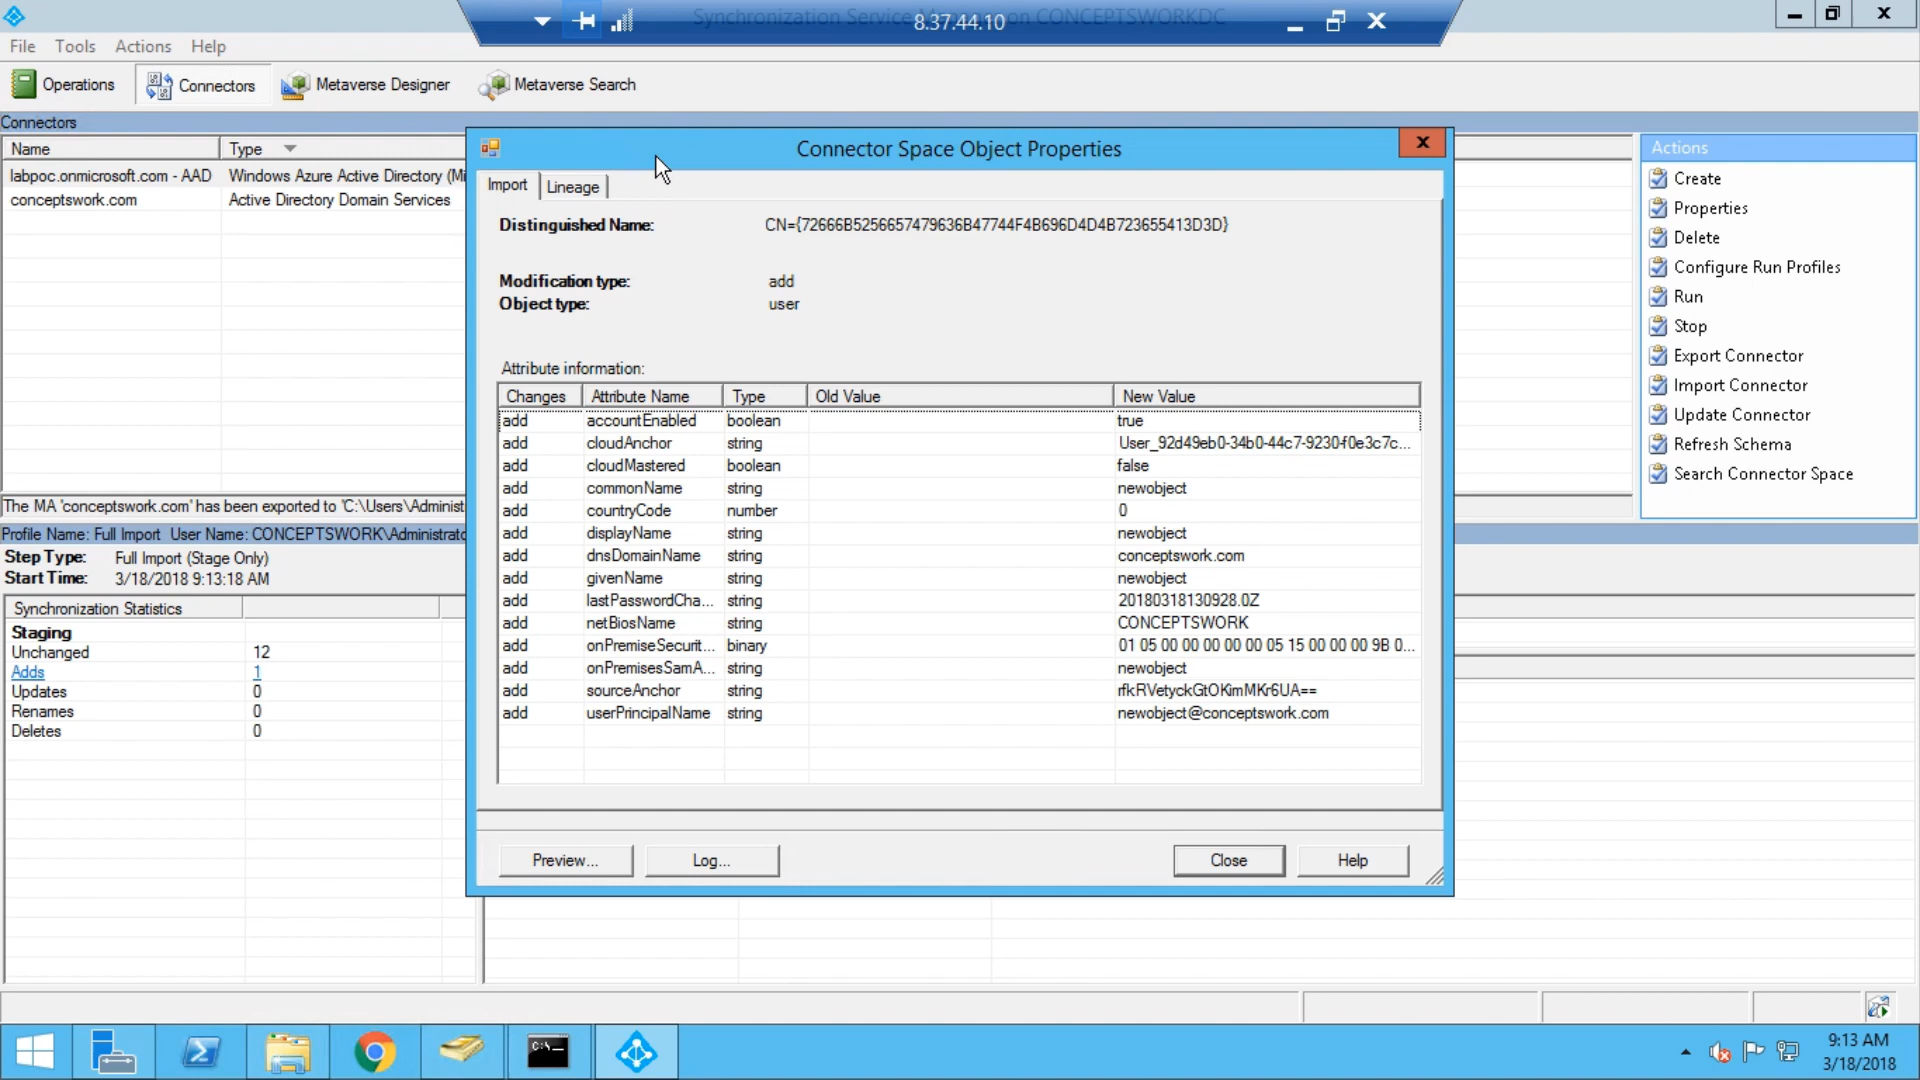 Synchronization Service M on CONCEPTSWORKDC
8.37.44.10
File Tools Actions Help
Operations Connectors Metaverse Designer Metaverse Search
Connectors
Name Type
labpoc.onmicrosoft.com - AAD Windows Azure Active Directory (Mi
conceptswork.com Active Directory Domain Services
The MA 'conceptswork.com' has been exported to 'C:\Users\Administ
Profile Name: Full Import User Name: CONCEPTSWORK\Administrato
Step Type: Full Import (Stage Only)
Start Time: 3/18/2018 9:13:18 AM
Synchronization Statistics
Staging
Unchanged 12
Adds 1
Updates 0
Renames 0
Deletes 0
Connector Space Object Properties
Import Lineage
Distinguished Name: CN={72666B5256657479636B47744F4B696D4D4B723655413D3D}
Modification type: add
Object type: user
Attribute information:
Changes Attribute Name Type Old Value New Value
add accountEnabled boolean true
add cloudAnchor string User_92d49eb0-34b0-44c7-9230-f0e3c7c...
add cloudMastered boolean false
add commonName string newobject
add countryCode number 0
add displayName string newobject
add dnsDomainName string conceptswork.com
add givenName string newobject
add lastPasswordCha... string 20180318130928.0Z
add netBiosName string CONCEPTSWORK
add onPremiseSecurit... binary 01 05 00 00 00 00 00 05 15 00 00 00 9B 0...
add onPremisesSamA... string newobject
add sourceAnchor string rfkRVetyckGtOKimMKr6UA==
add userPrincipalName string newobject@conceptswork.com
Preview... Log... Close Help
Actions
Create
Properties
Delete
Configure Run Profiles
Run
Stop
Export Connector
Import Connector
Update Connector
Refresh Schema
Search Connector Space
9:13 AM
3/18/2018